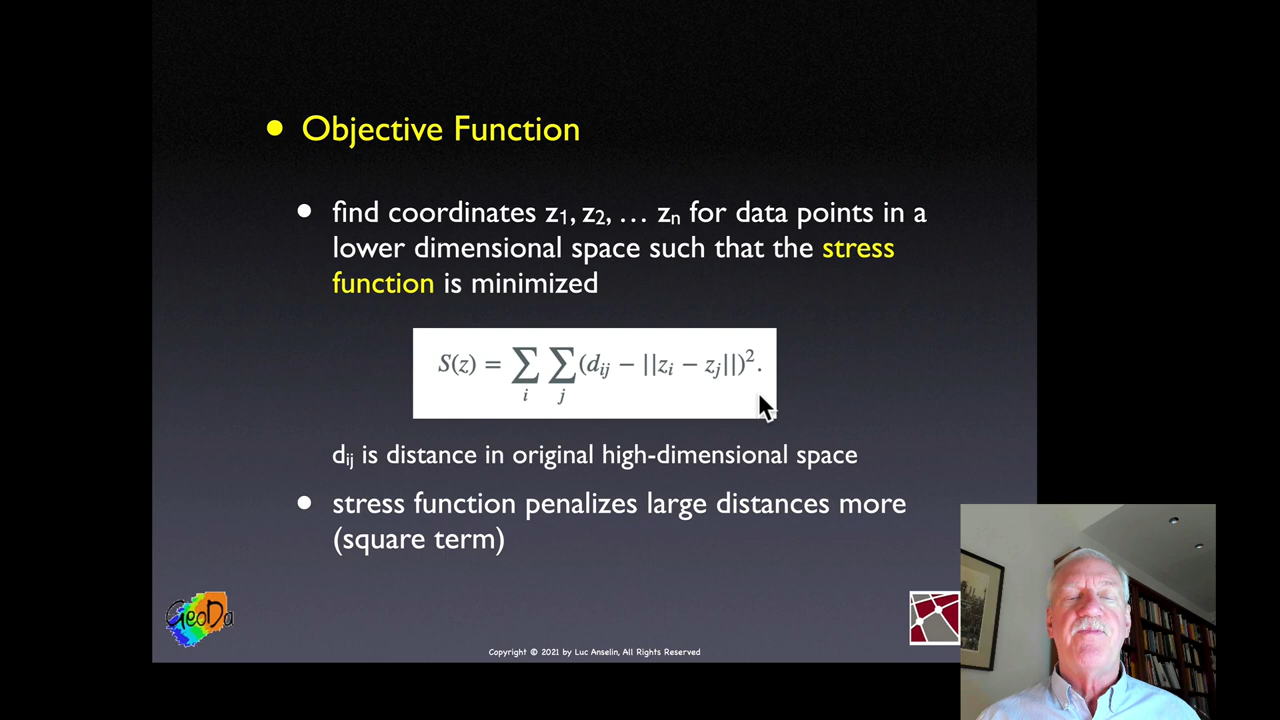 • Objective Function
• find coordinates z₁, z₂, … zₙ for data points in a
lower dimensional space such that the stress
function is minimized
S(z) = ∑ᵢ ∑ⱼ (dᵢⱼ − ||zᵢ − zⱼ||)².
dᵢⱼ is distance in original high-dimensional space
• stress function penalizes large distances more
(square term)
GeoDa
Copyright © 2021 by Luc Anselin, All Rights Reserved